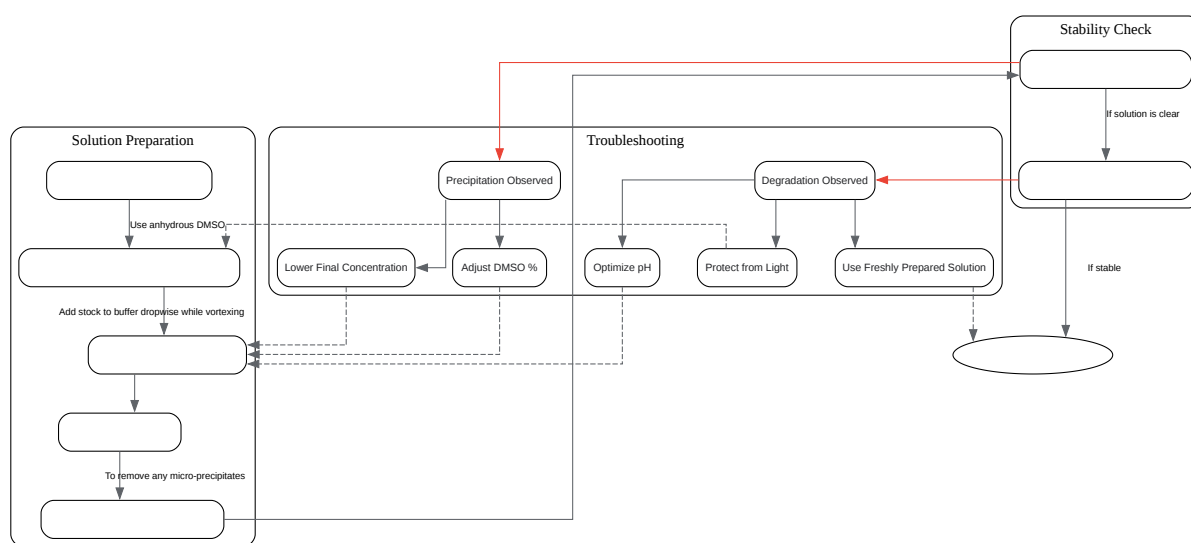 Stability Check
If solution is clear
Solution Preparation
Troubleshooting
Precipitation Observed
Degradation Observed
Use anhydrous DMSO
Lower Final Concentration
Adjust DMSO %
Optimize pH
Protect from Light
Use Freshly Prepared Solution
If stable
Add stock to buffer dropwise while vortexing
To remove any micro-precipitates